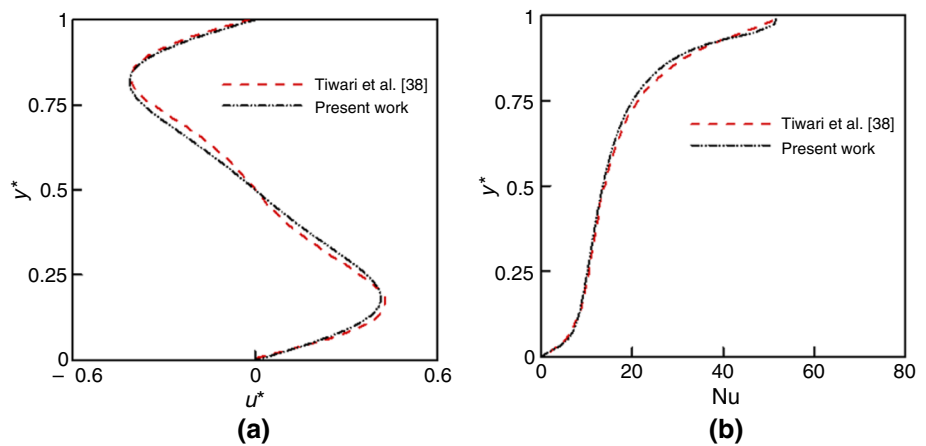 1
0.75
0.5
0.25
0
− 0.6
0
0.6
y*
u*
Tiwari et al. [38]
Present work
(a)
1
0.75
0.5
0.25
0
0
20
40
60
80
y*
Nu
Tiwari et al. [38]
Present work
(b)